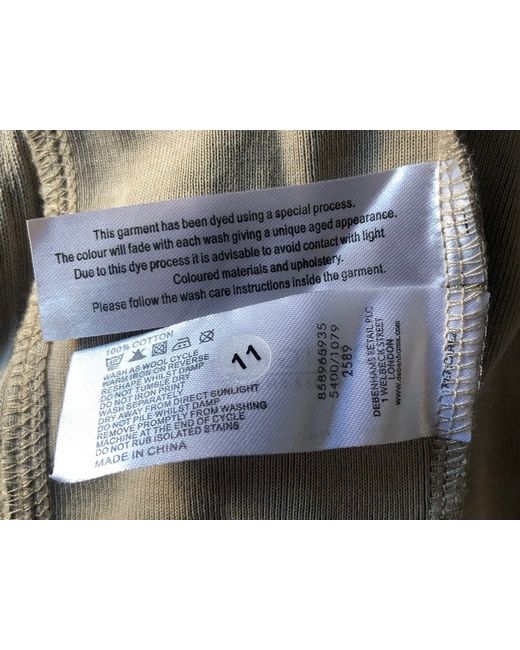 This garment has been dyed using a special process.
The colour will fade with each wash giving a unique aged appearance.
Due to this dye process it is advisable to avoid contact with light
Coloured materials and upholstery.
Please follow the wash care instructions inside the garment.
100% COTTON
WASH AS WOOL CYCLE
WARM IRON ON REVERSE
RESHAPE WHILST DAMP
DO NOT TUMBLE DRY
DO NOT IRON PRINT
WASH SEPARATELY
DRY AWAY FROM DIRECT SUNLIGHT
DO NOT LEAVE WHILST DAMP
REMOVE PROMPTLY FROM WASHING
MACHINE AT THE END OF CYCLE
DO NOT RUB ISOLATED STAINS
MADE IN CHINA
11
858965935
5400/1079
2589
DEBENHAMS RETAIL PLC
1 WELBECK STREET
LONDON
www.debenhams.com